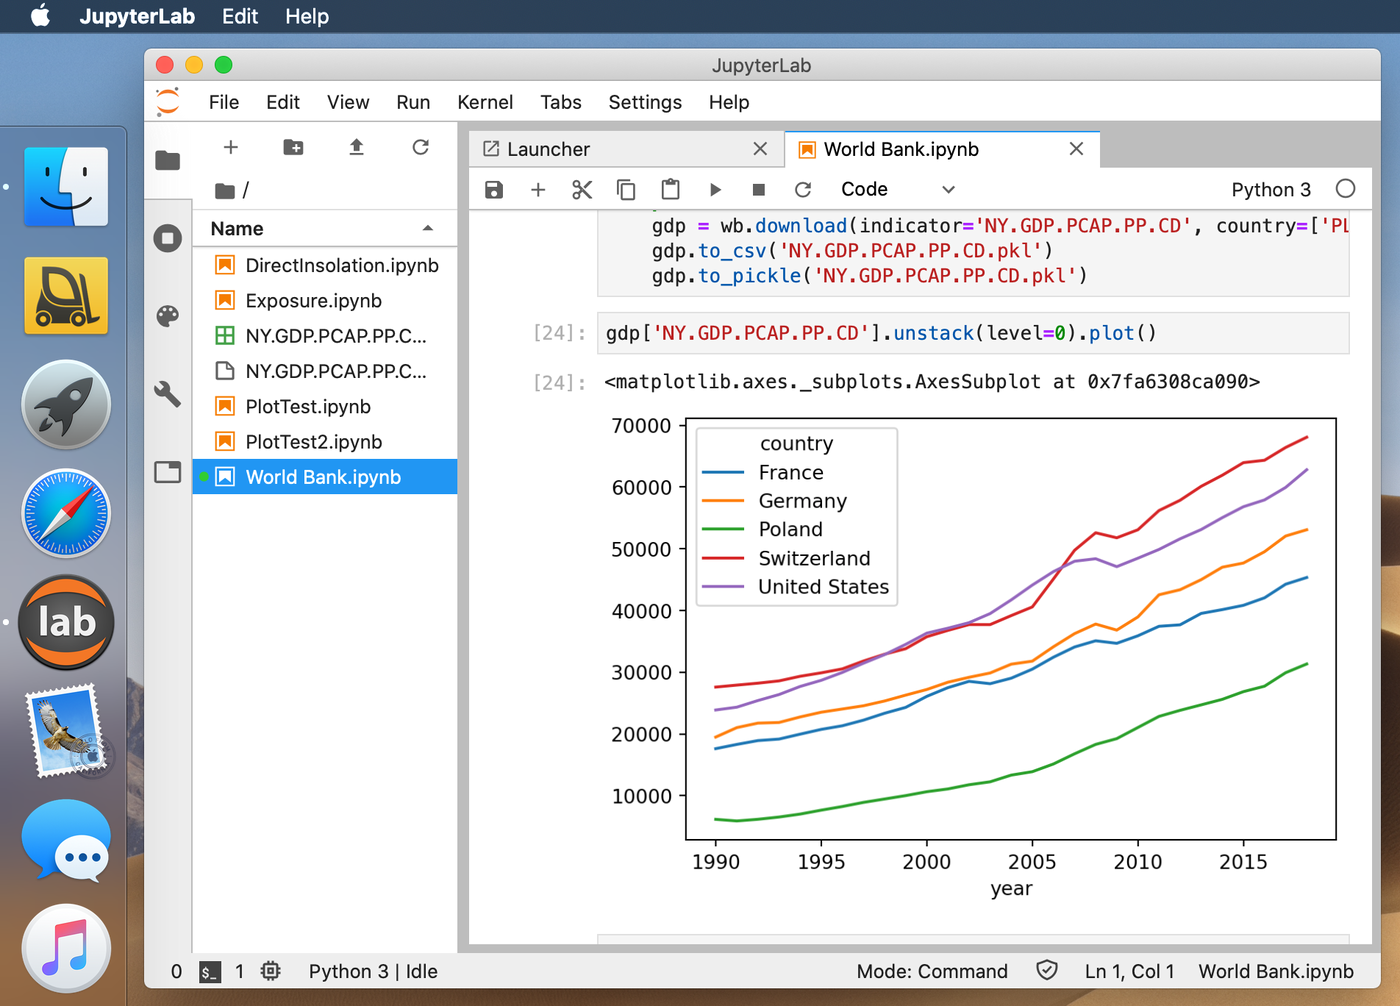 JupyterLab Edit Help
JupyterLab
File Edit View Run Kernel Tabs Settings Help
Launcher World Bank.ipynb
Code Python 3
/
Name
DirectInsolation.ipynb
Exposure.ipynb
NY.GDP.PCAP.PP.C...
NY.GDP.PCAP.PP.C...
PlotTest.ipynb
PlotTest2.ipynb
World Bank.ipynb
gdp = wb.download(indicator='NY.GDP.PCAP.PP.CD', country=['PL
gdp.to_csv('NY.GDP.PCAP.PP.CD.pkl')
gdp.to_pickle('NY.GDP.PCAP.PP.CD.pkl')
[24]: gdp['NY.GDP.PCAP.PP.CD'].unstack(level=0).plot()
[24]: <matplotlib.axes._subplots.AxesSubplot at 0x7fa6308ca090>
70000
60000
50000
40000
30000
20000
10000
country
France
Germany
Poland
Switzerland
United States
1990 1995 2000 2005 2010 2015
year
lab
0 $_ 1 Python 3 | Idle Mode: Command Ln 1, Col 1 World Bank.ipynb